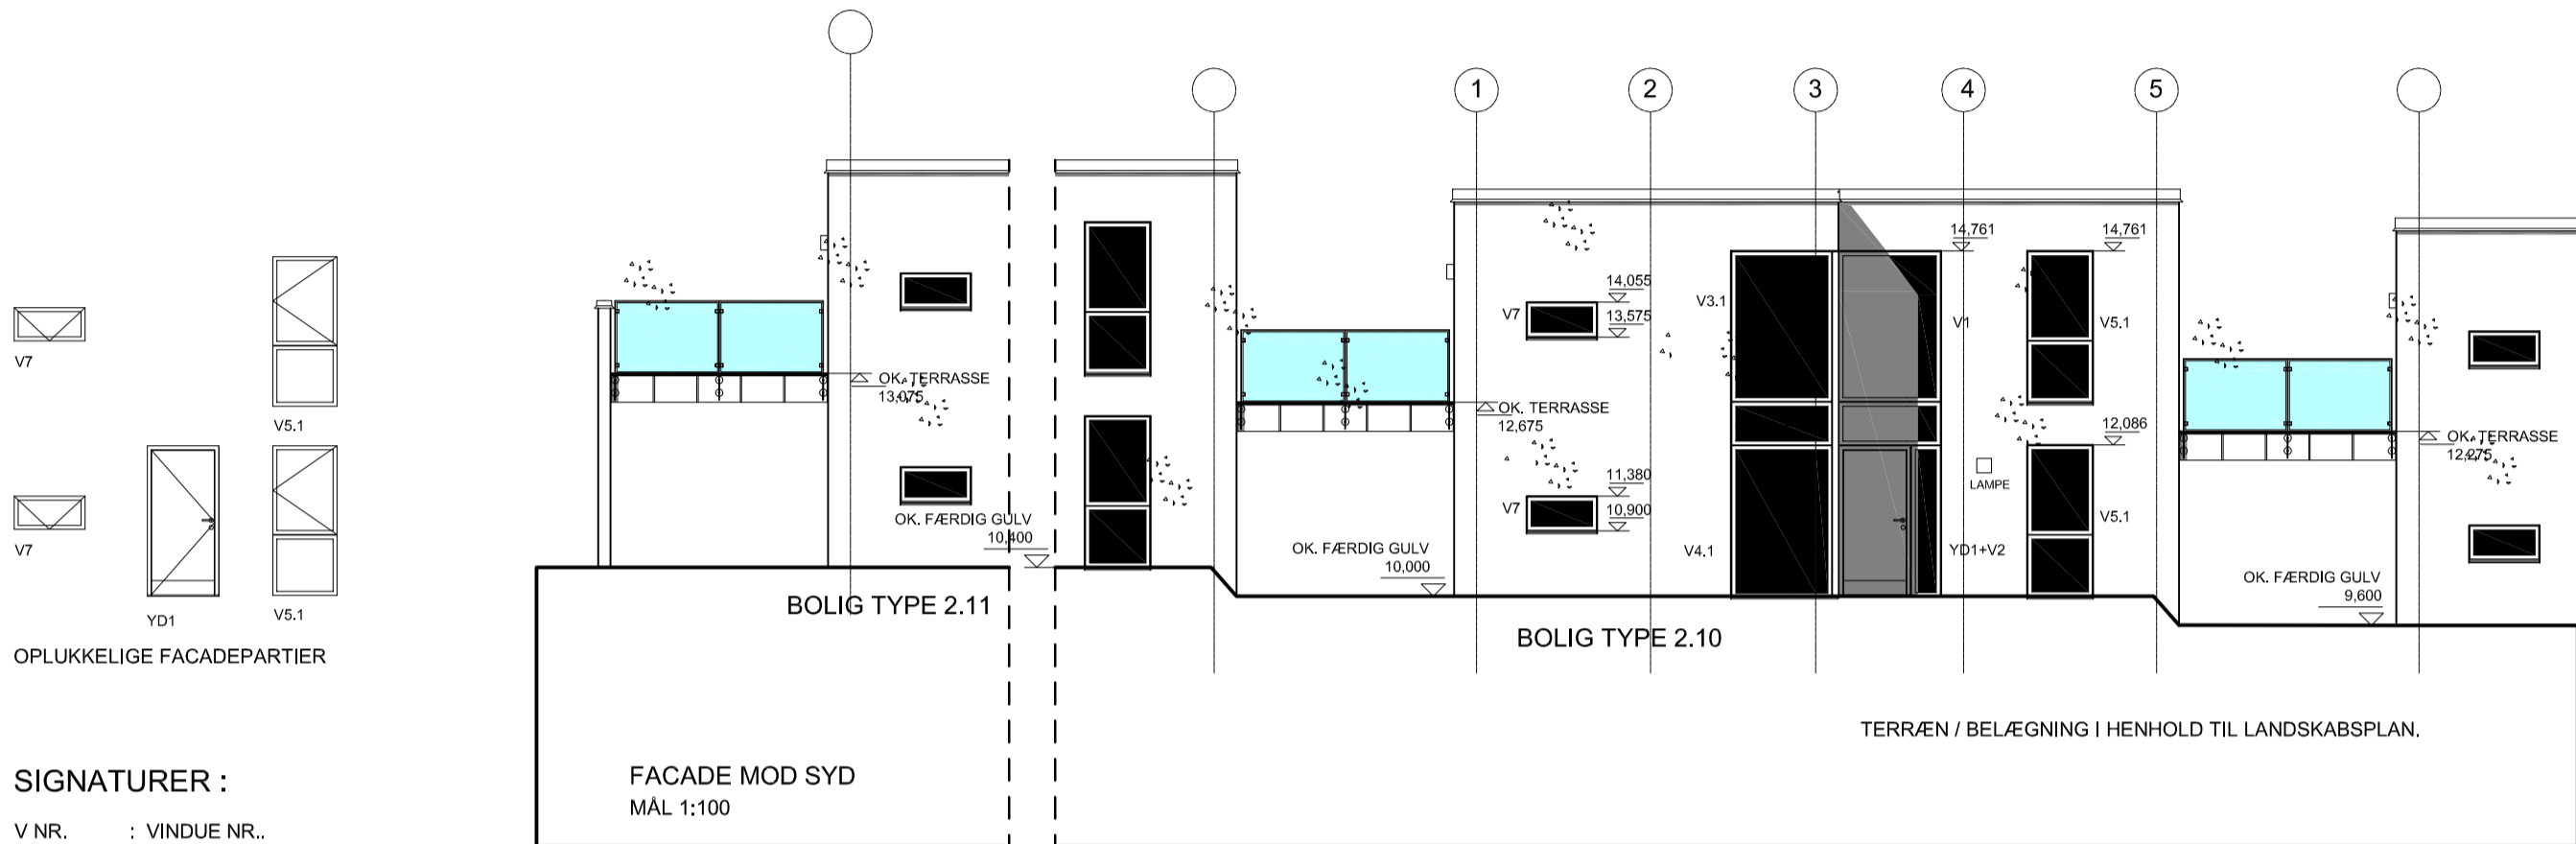 1 2 3 4 5
14,761 14,761
14,055
V3.1
V7 13,575 V1 V5.1
V7
OK. TERRASSE
13,075
OK. TERRASSE
12,675
V5.1
12,086
OK. TERRASSE
12,275
11,380
LAMPE
V7 10,900 V5.1
OK. FÆRDIG GULV
10,400
V7
V4.1 YD1+V2
OK. FÆRDIG GULV
10,000
OK. FÆRDIG GULV
9,600
YD1 V5.1
BOLIG TYPE 2.11
BOLIG TYPE 2.10
OPLUKKELIGE FACADEPARTIER
TERRÆN / BELÆGNING I HENHOLD TIL LANDSKABSPLAN.
FACADE MOD SYD
MÅL 1:100
SIGNATURER :
V NR. : VINDUE NR..